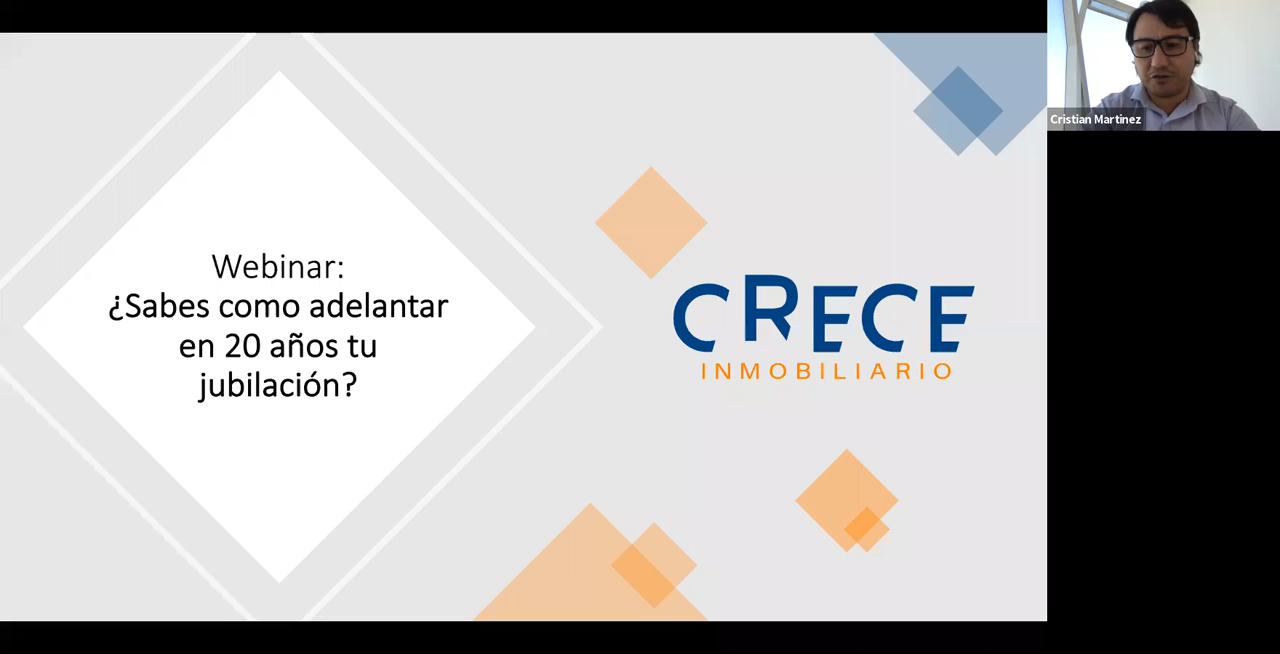 Webinar:
¿Sabes como adelantar
en 20 años tu
jubilación?
CRECE
INMOBILIARIO
Cristian Martinez